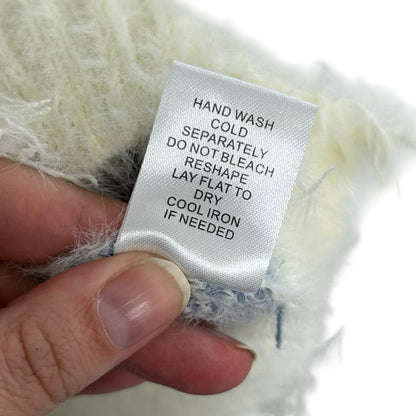 HAND WASH
COLD
SEPARATELY
DO NOT BLEACH
RESHAPE
LAY FLAT TO
DRY
COOL IRON
IF NEEDED